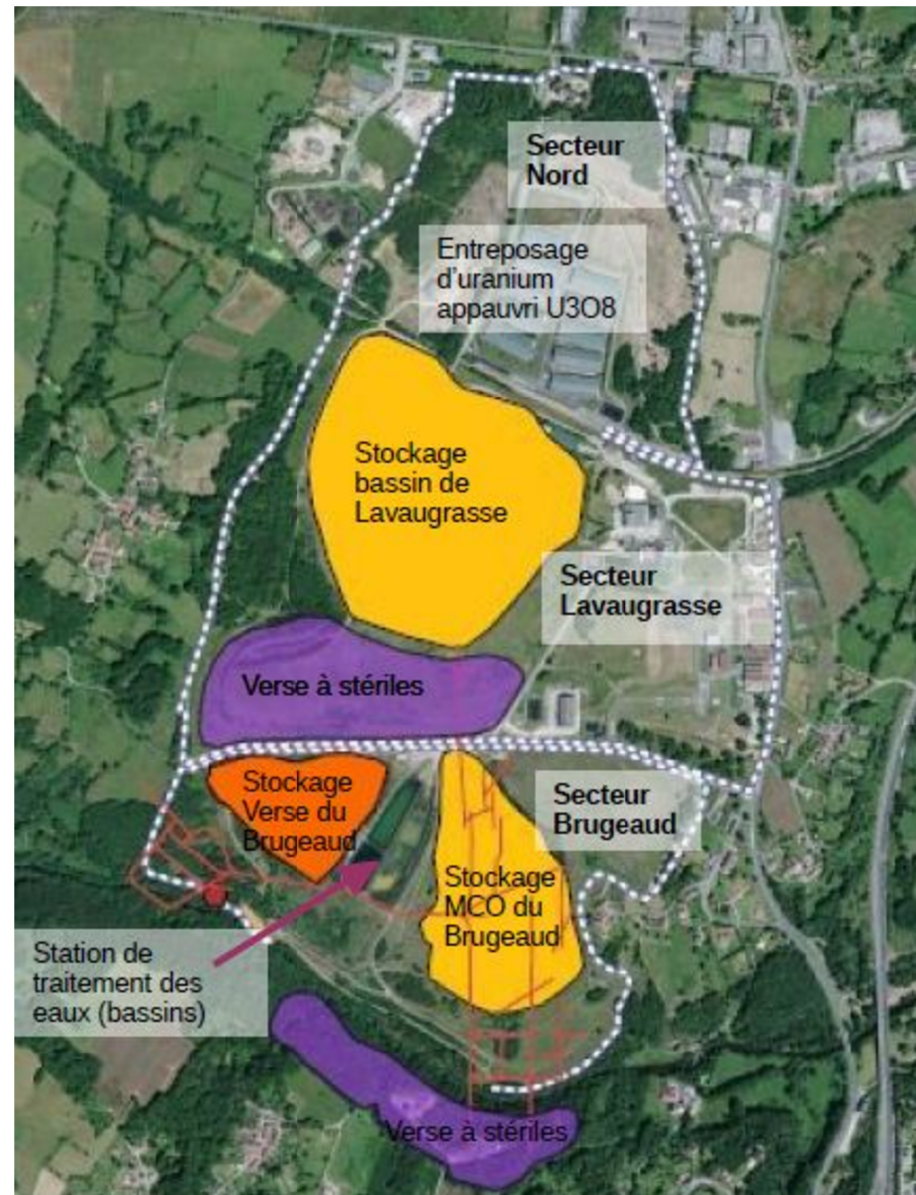 Secteur
Nord
Entreposage
d'uranium
appauvri U3O8
Stockage
bassin de
Lavaugrasse
Secteur
Lavaugrasse
Verse à stériles
Stockage
Verse du
Brugeaud
Secteur
Brugeaud
Stockage
MCO du
Brugeaud
Station de
traitement des
eaux (bassins)
Verse à stériles